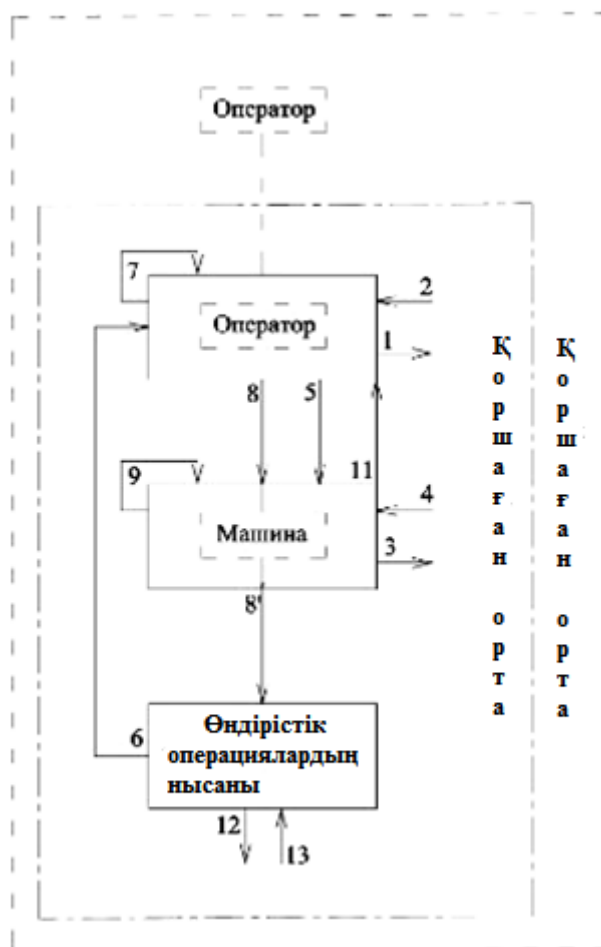 Оператор
7
2
Оператор
1
8 5
9
11
4
Машина
3
8'
Өндірістік
6
операциялардың
нысаны
12
13
Қоршаған орта
Қоршаған орта